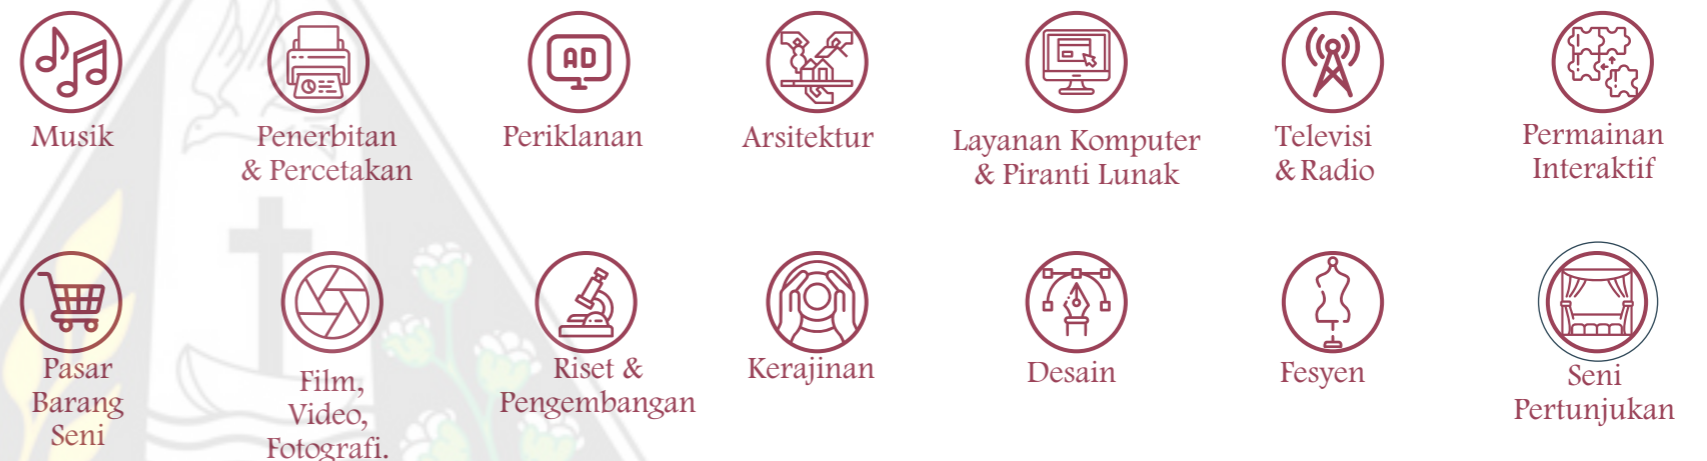 AD
Musik
Penerbitan
& Percetakan
Periklanan
Arsitektur
Layanan Komputer
& Piranti Lunak
Televisi
& Radio
Permainan
Interaktif
Pasar
Barang
Seni
Film,
Video,
Fotografi.
Riset &
Pengembangan
Kerajinan
Desain
Fesyen
Seni
Pertunjukan